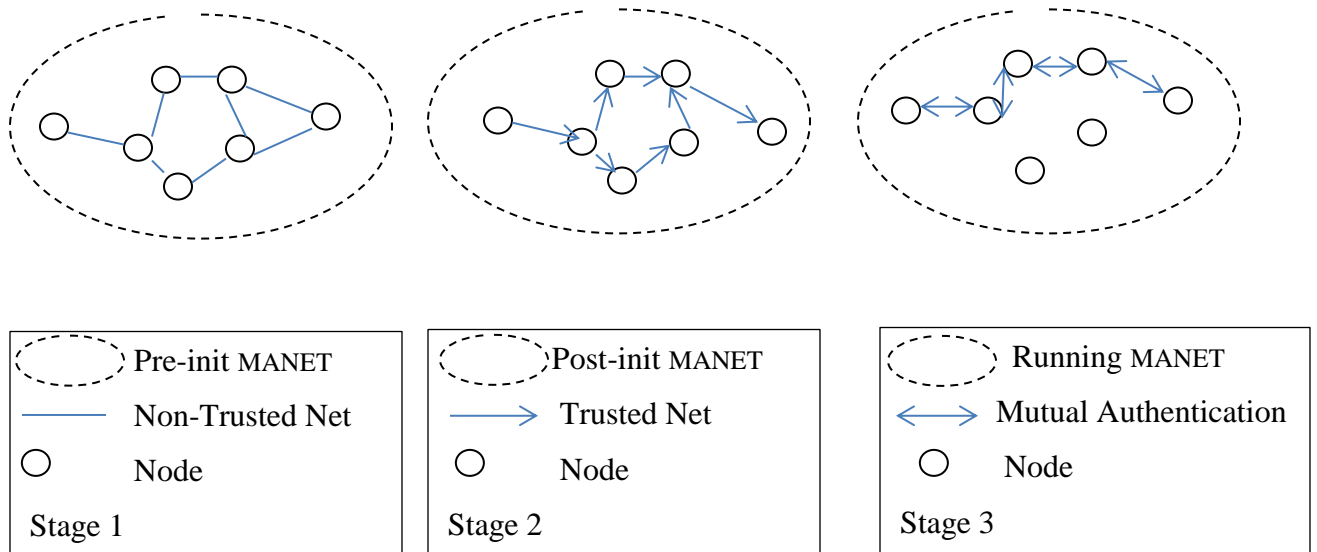 Pre-init MANET
Non-Trusted Net
Node
Stage 1
Post-init MANET
Trusted Net
Node
Stage 2
Running MANET
Mutual Authentication
Node
Stage 3